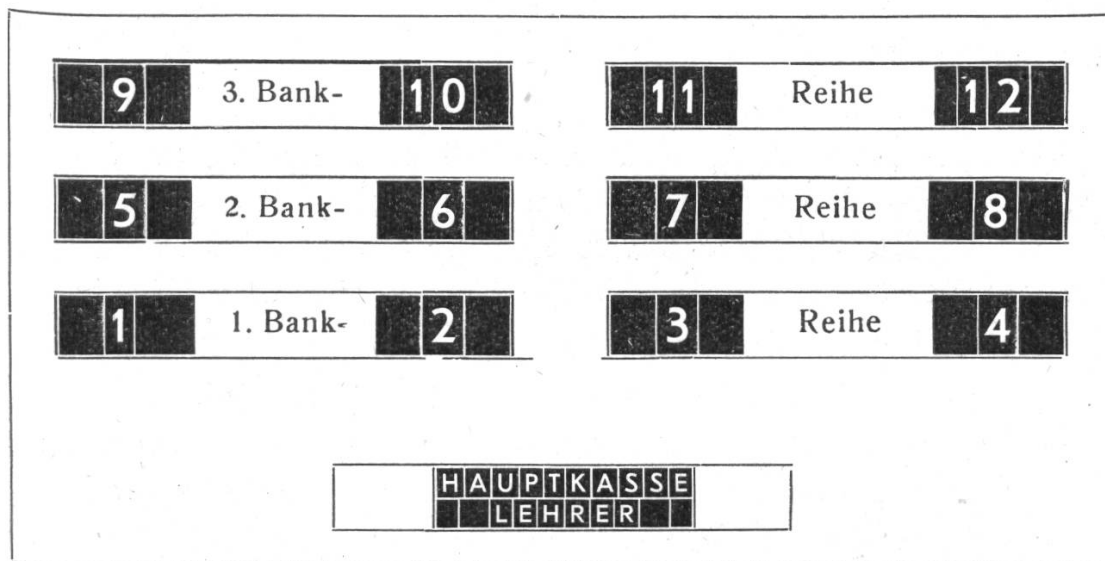 9 3. Bank- 10 11 Reihe 12
5 2. Bank- 6 7 Reihe 8
1 1. Bank- 2 3 Reihe 4
HAUPTKASSE
LEHRER